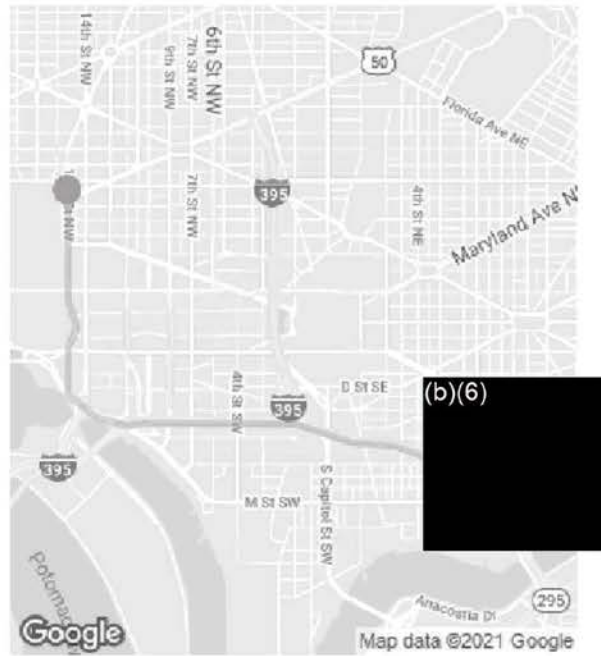 14th St NW
6th St NW
7th St NW
9th St NW
50
Florida Ave NE
395
7th St NW
4th St NE
Maryland Ave N
St NW
(b)(6)
D St SE
4th St SW
395
395
S Capitol St SW
M St SW
Potomac
295
Anacostia D
Google
Map data ©2021 Google